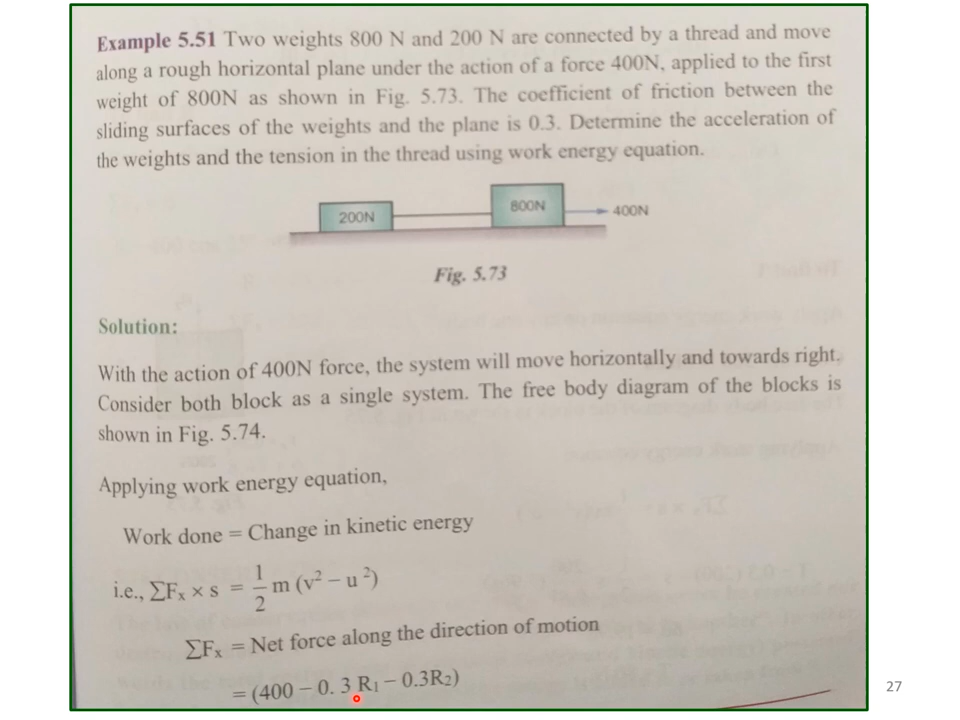 Example 5.51 Two weights 800 N and 200 N are connected by a thread and move
along a rough horizontal plane under the action of a force 400N, applied to the first
weight of 800N as shown in Fig. 5.73. The coefficient of friction between the
sliding surfaces of the weights and the plane is 0.3. Determine the acceleration of
the weights and the tension in the thread using work energy equation.
200N
800N
400N
Fig. 5.73
Solution:
With the action of 400N force, the system will move horizontally and towards right.
Consider both block as a single system. The free body diagram of the blocks is
shown in Fig. 5.74.
Applying work energy equation,
Work done = Change in kinetic energy
i.e., ∑Fₓ × s = 1/2 m (v² – u ²)
∑Fₓ = Net force along the direction of motion
= (400 – 0. 3 R₁ – 0.3R₂)
27